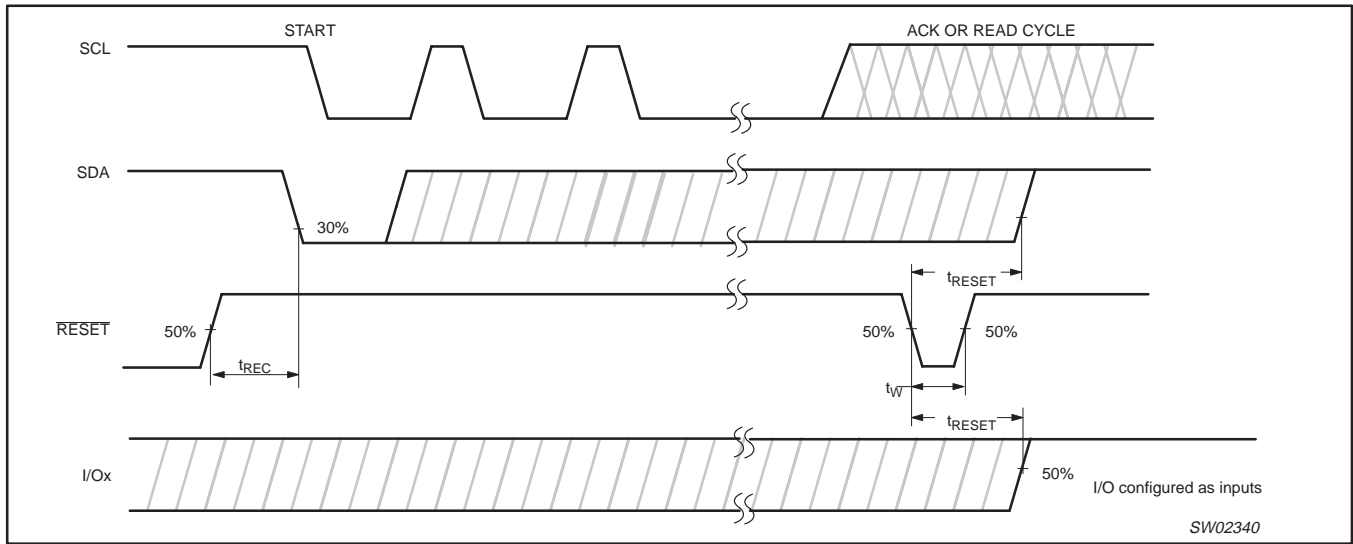 START
ACK OR READ CYCLE
SCL
SDA
30%
tRESET
RESET
50%
50%
50%
tREC
tW
tRESET
I/Ox
50%
I/O configured as inputs
SW02340